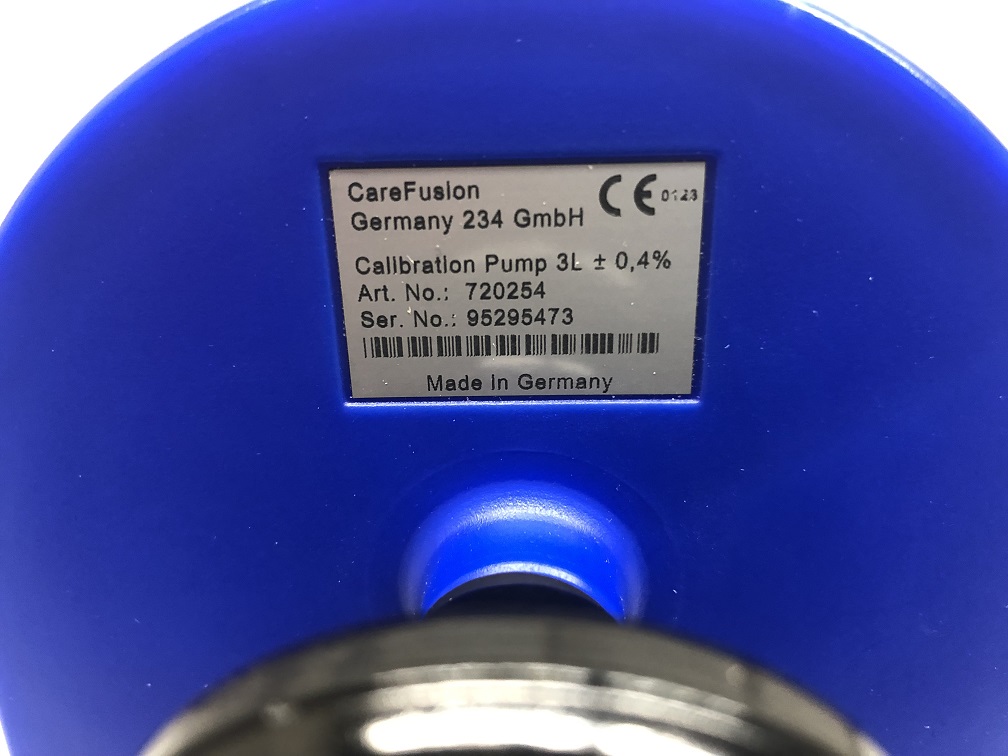 CareFusion
Germany 234 GmbH
CE 0123
Calibration Pump 3L ± 0,4%
Art. No.: 720254
Ser. No.: 95295473
Made in Germany